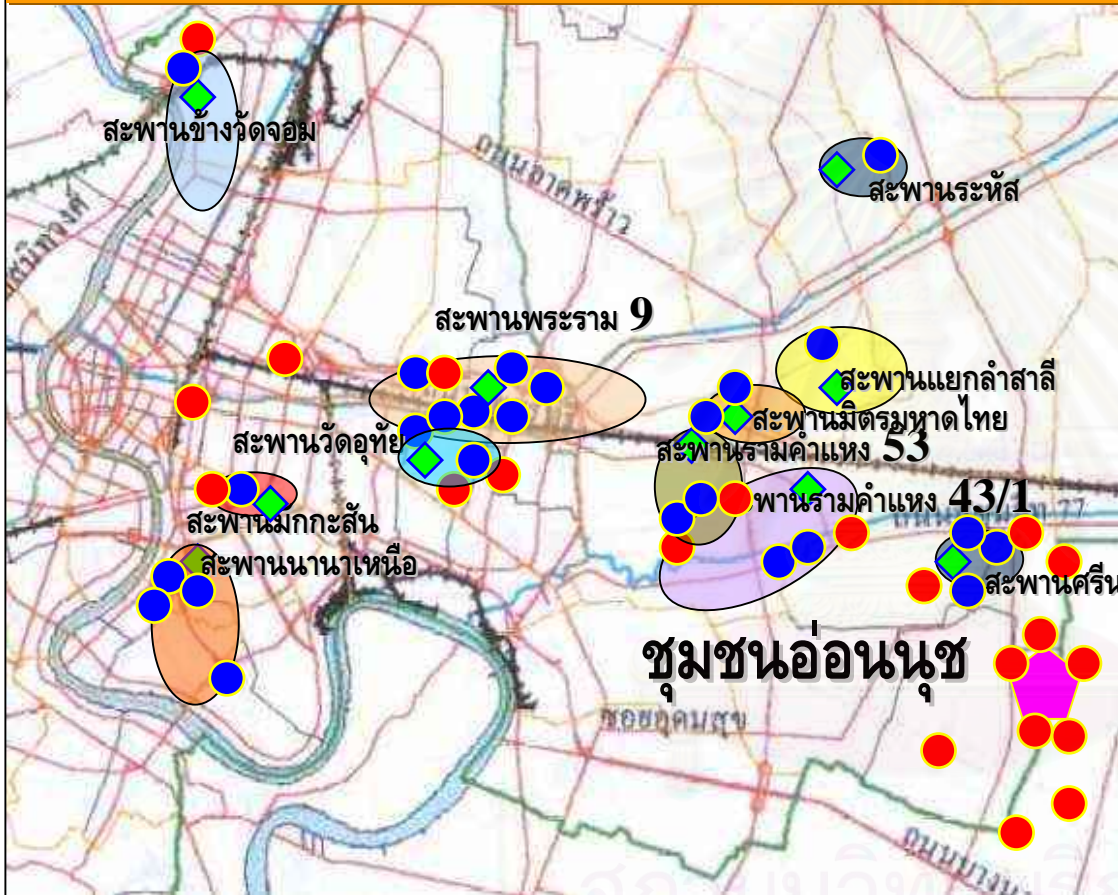 สะพานข้างวัดจอม
ถนนลาดพร้าว
สะพานระหัส
สะพานพระราม 9
สะพานแยกลำสาลี
สะพานมิตรมหาดไทย
สะพานวัดอุทัย
สะพานรามคำแหง 53
พานรามคำแหง 43/1
77
สะพานมกกะสัน
สะพานนานาเหนือ
สะพานศรีน
ชุมชนอ่อนนุช
ซอยอุดมสุข